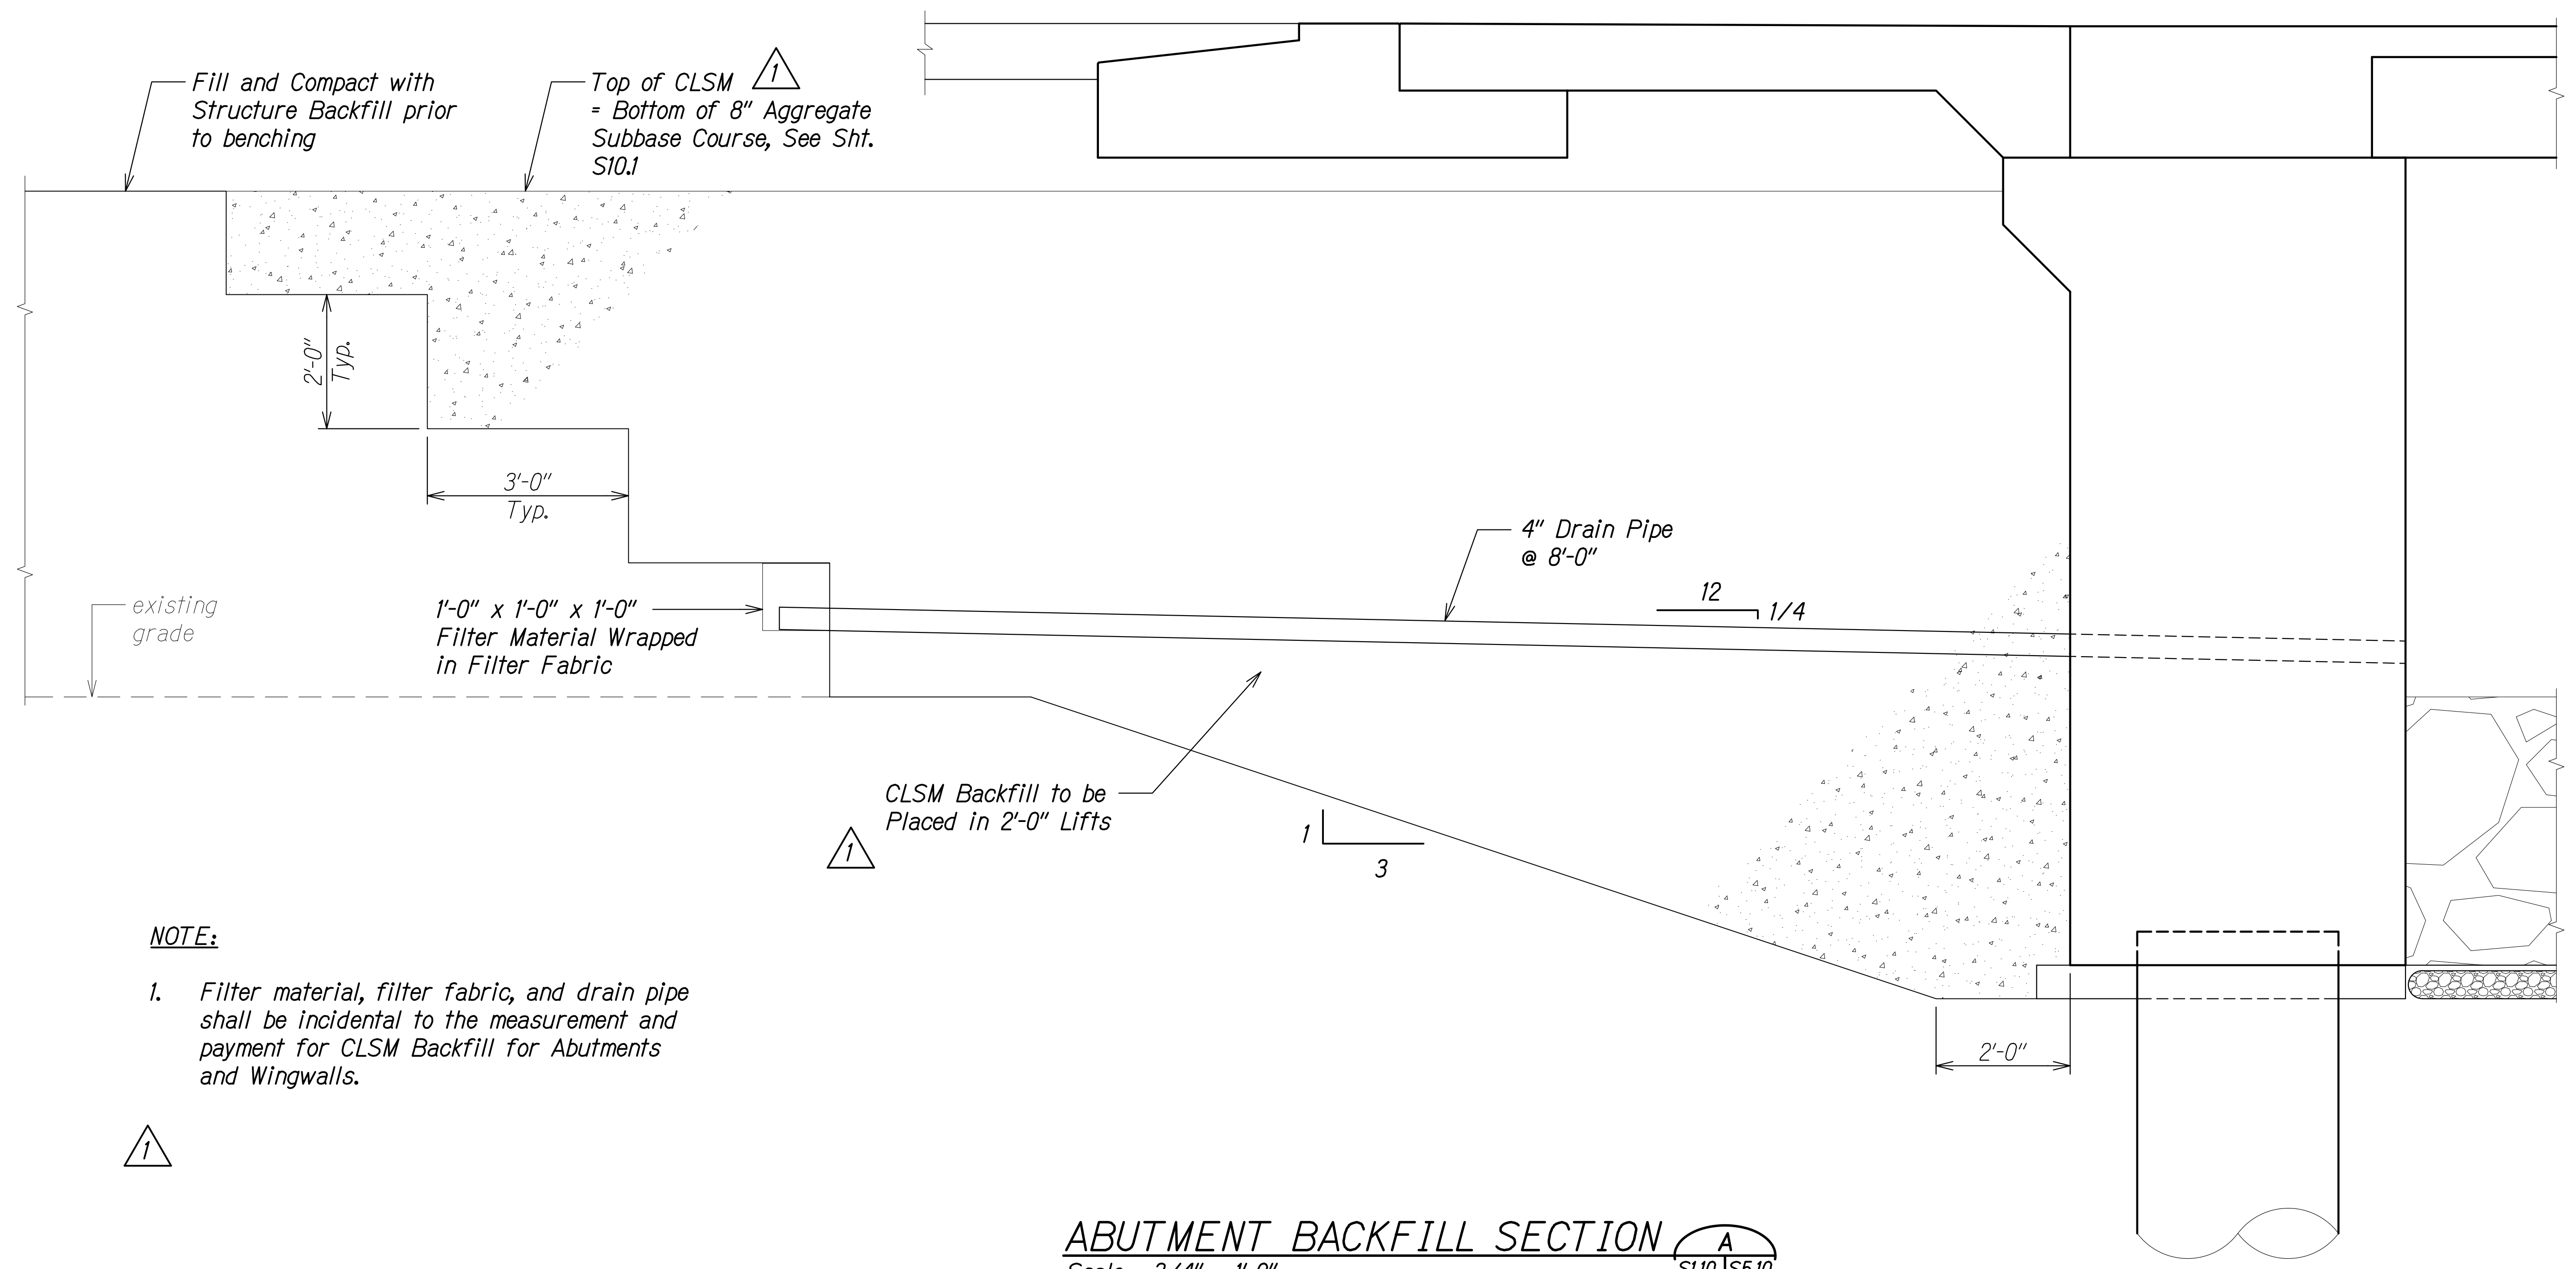 Fill and Compact with
Structure Backfill prior
to benching
Top of CLSM
1
= Bottom of 8" Aggregate
Subbase Course, See Sht.
S10.1
2'-0"
Typ.
3'-0"
Typ.
4" Drain Pipe
@ 8'-0"
12
1/4
existing
grade
1'-0" x 1'-0" x 1'-0"
Filter Material Wrapped
in Filter Fabric
CLSM Backfill to be
Placed in 2'-0" Lifts
1
1
3
NOTE:
1. Filter material, filter fabric, and drain pipe
shall be incidental to the measurement and
payment for CLSM Backfill for Abutments
and Wingwalls.
2'-0"
1
ABUTMENT BACKFILL SECTION
A
S1.10 S5.10